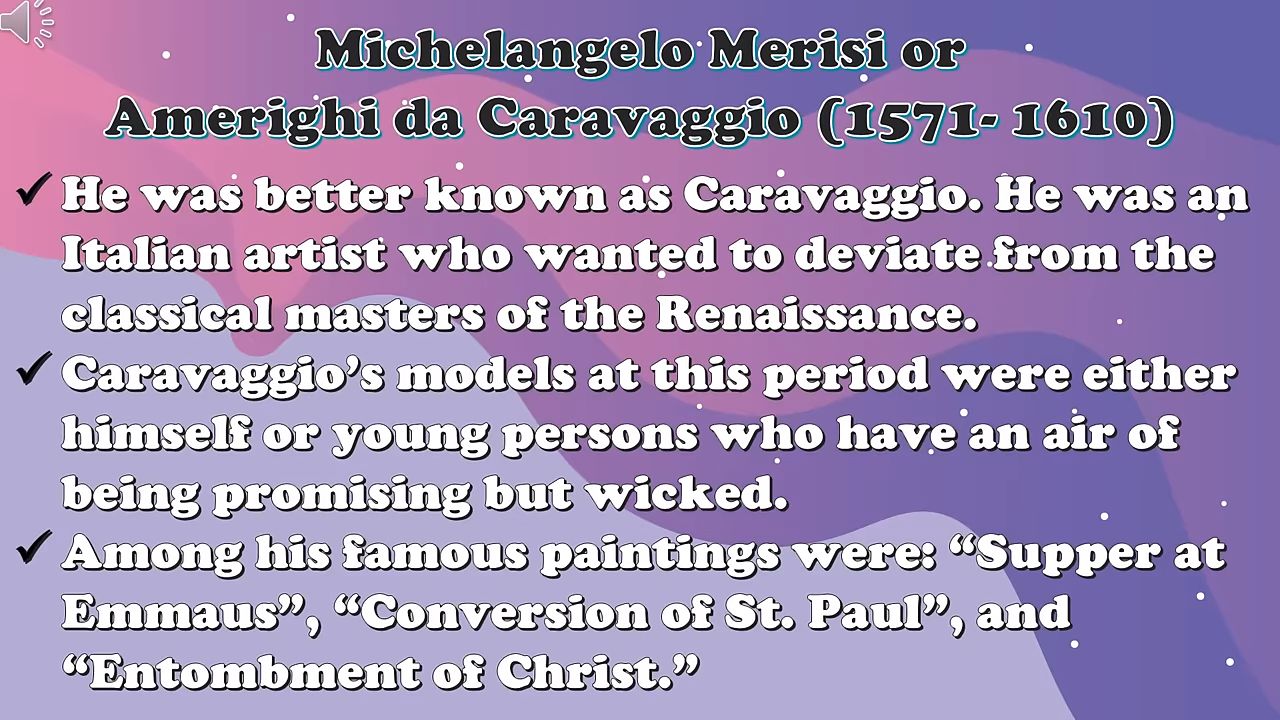 Michelangelo Merisi or
Amerighi da Caravaggio (1571- 1610)
✓ He was better known as Caravaggio. He was an
Italian artist who wanted to deviate from the
classical masters of the Renaissance.
✓ Caravaggio’s models at this period were either
himself or young persons who have an air of
being promising but wicked.
✓ Among his famous paintings were: “Supper at
Emmaus”, “Conversion of St. Paul”, and
“Entombment of Christ.”